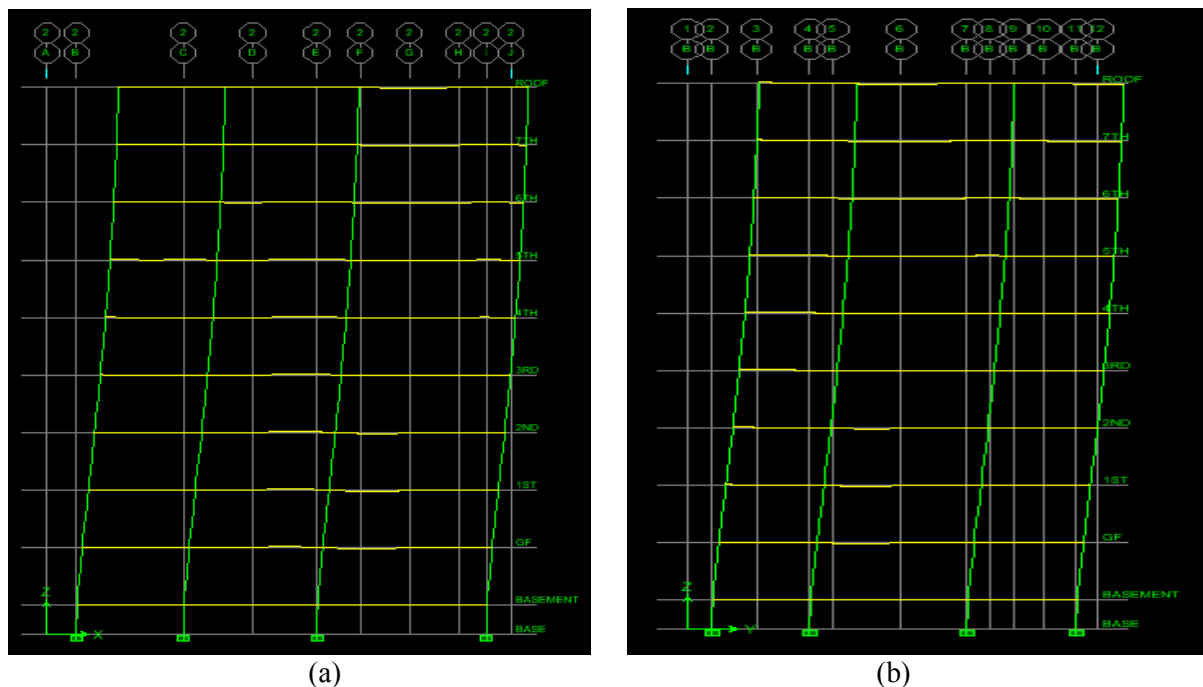 2 2 2 2 2 2 2 2 2 2
A B C D E F G H I J
ROOF
7TH
6TH
5TH
4TH
3RD
2ND
1ST
GF
BASEMENT
BASE
Z
X
(a)
1 2 3 4 5 6 7 8 9 10 11 12
B B B B B B B B B B B B
ROOF
7TH
6TH
5TH
4TH
3RD
2ND
1ST
GF
BASEMENT
BASE
Z
Y
(b)